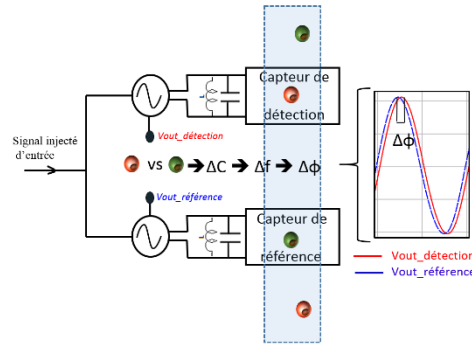 Capteur de
détection
Signal injecté
d'entrée
Vout_détection
vs ➔ΔC ➔ Δf ➔ Δϕ
Vout_référence
Capteur de
référence
Δϕ
Vout_détection
Vout_référence